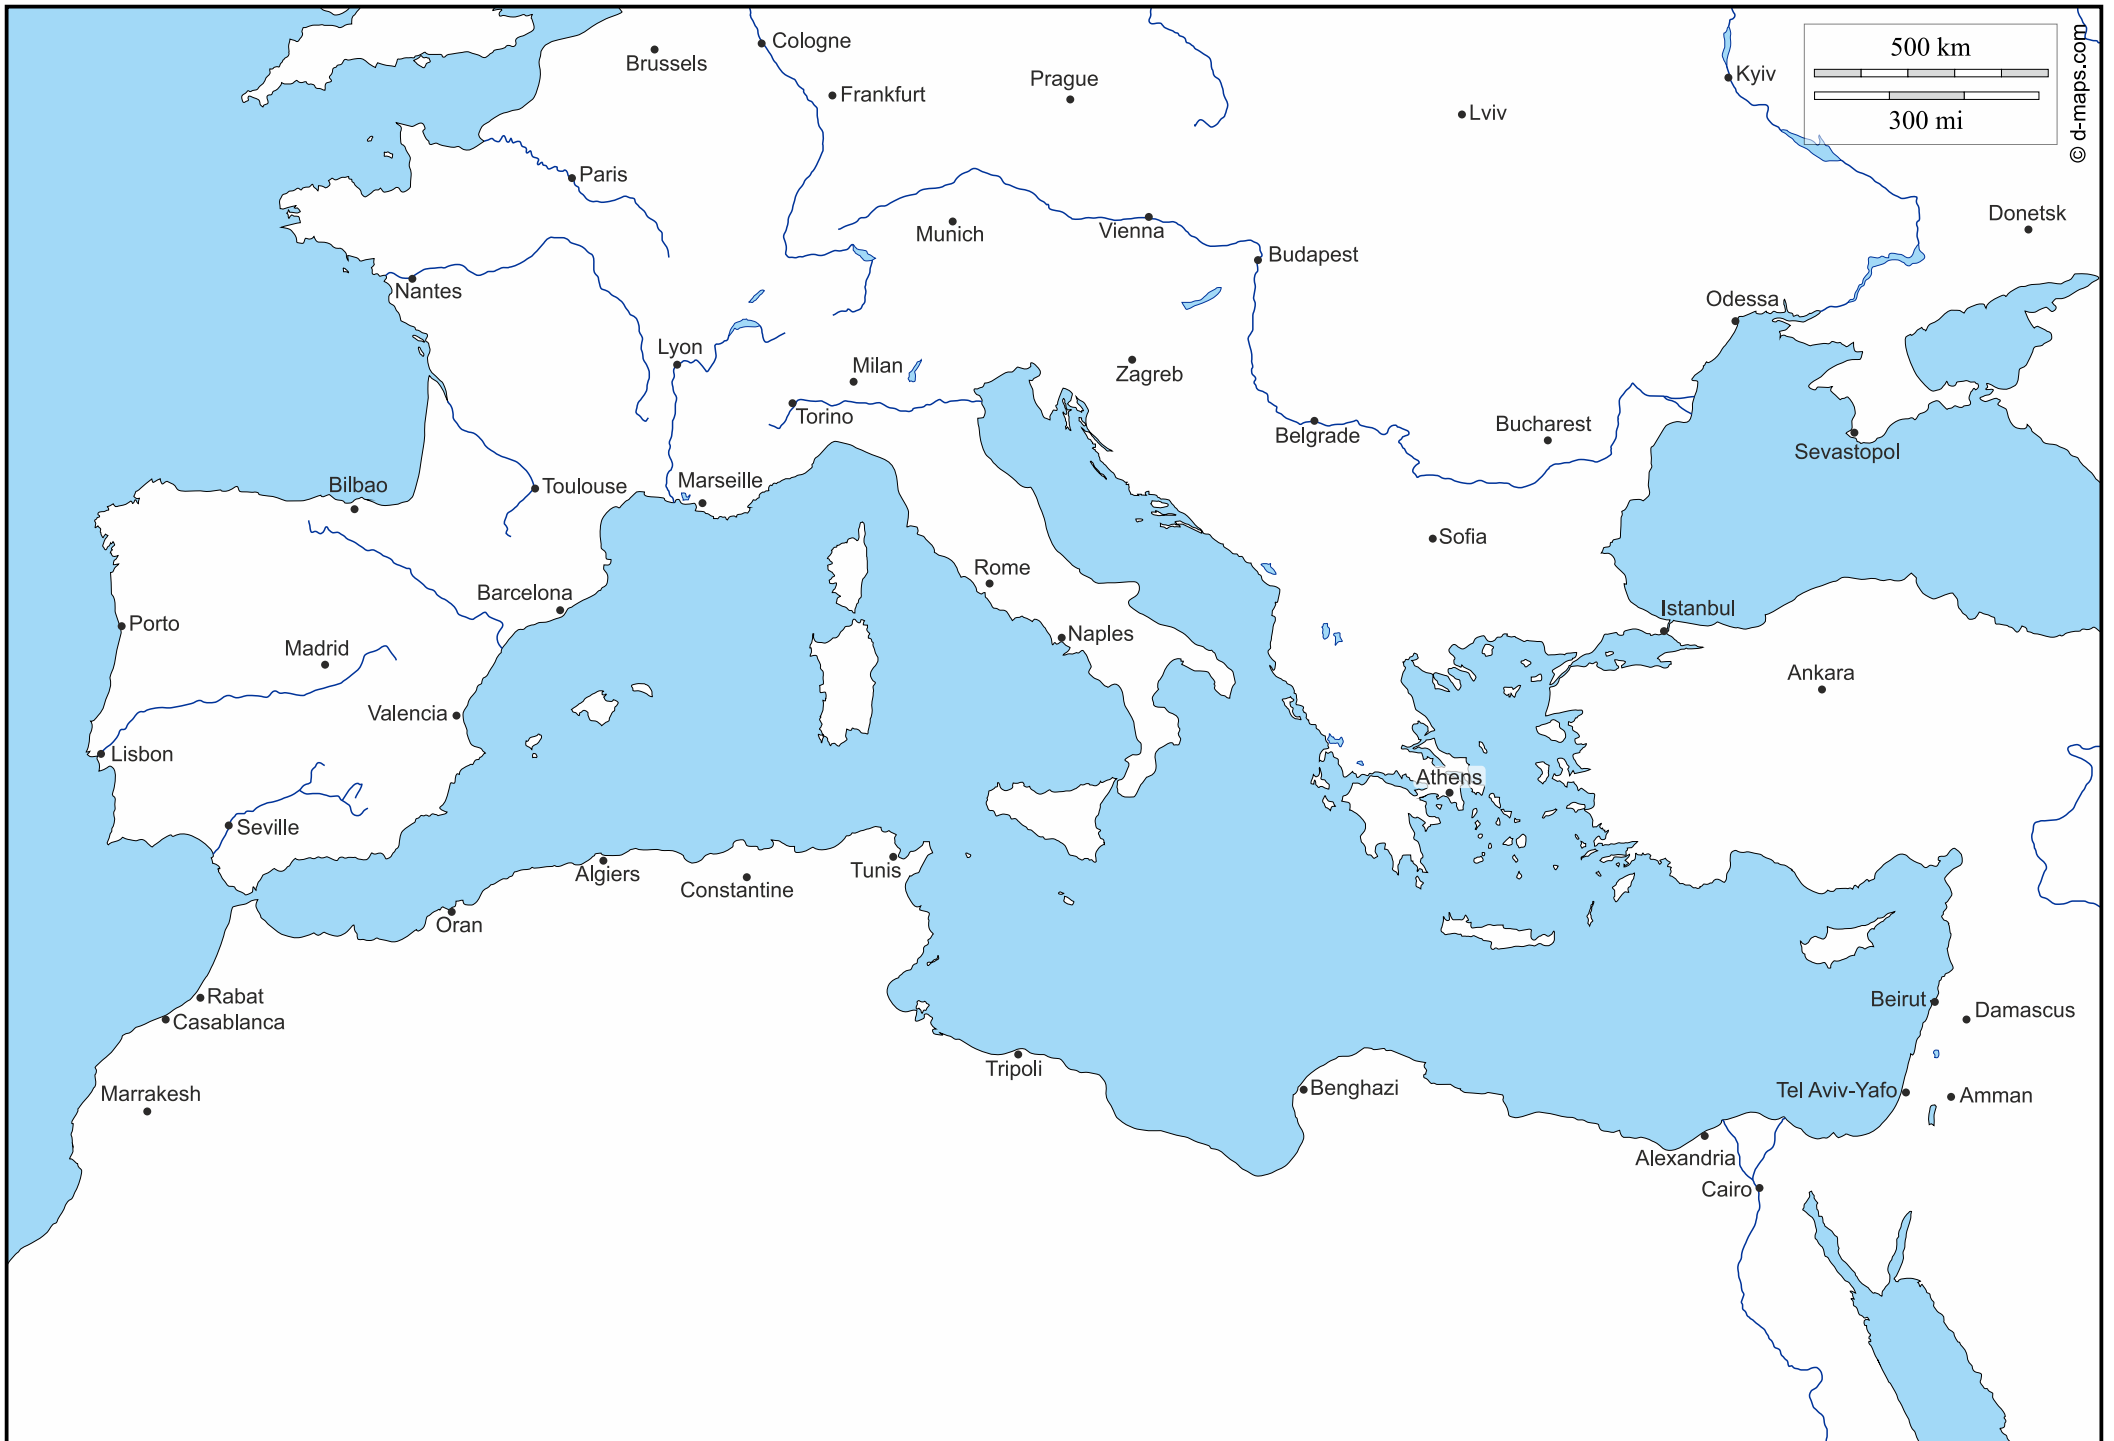 Cologne
Brussels
500 km
Kyiv
Prague
Frankfurt
300 mi
Lviv
© d-maps.com
Paris
Donetsk
Munich
Vienna
Budapest
Nantes
Odessa
Lyon
Milan
Zagreb
Torino
Belgrade
Bucharest
Sevastopol
Bilbao
Toulouse
Marseille
Sofia
Rome
Barcelona
Istanbul
Porto
Naples
Madrid
Ankara
Valencia
Lisbon
Athens
Seville
Tunis
Algiers
Constantine
Oran
Rabat
Beirut
Damascus
Casablanca
Tripoli
Benghazi
Tel Aviv-Yafo
Amman
Marrakesh
Alexandria
Cairo